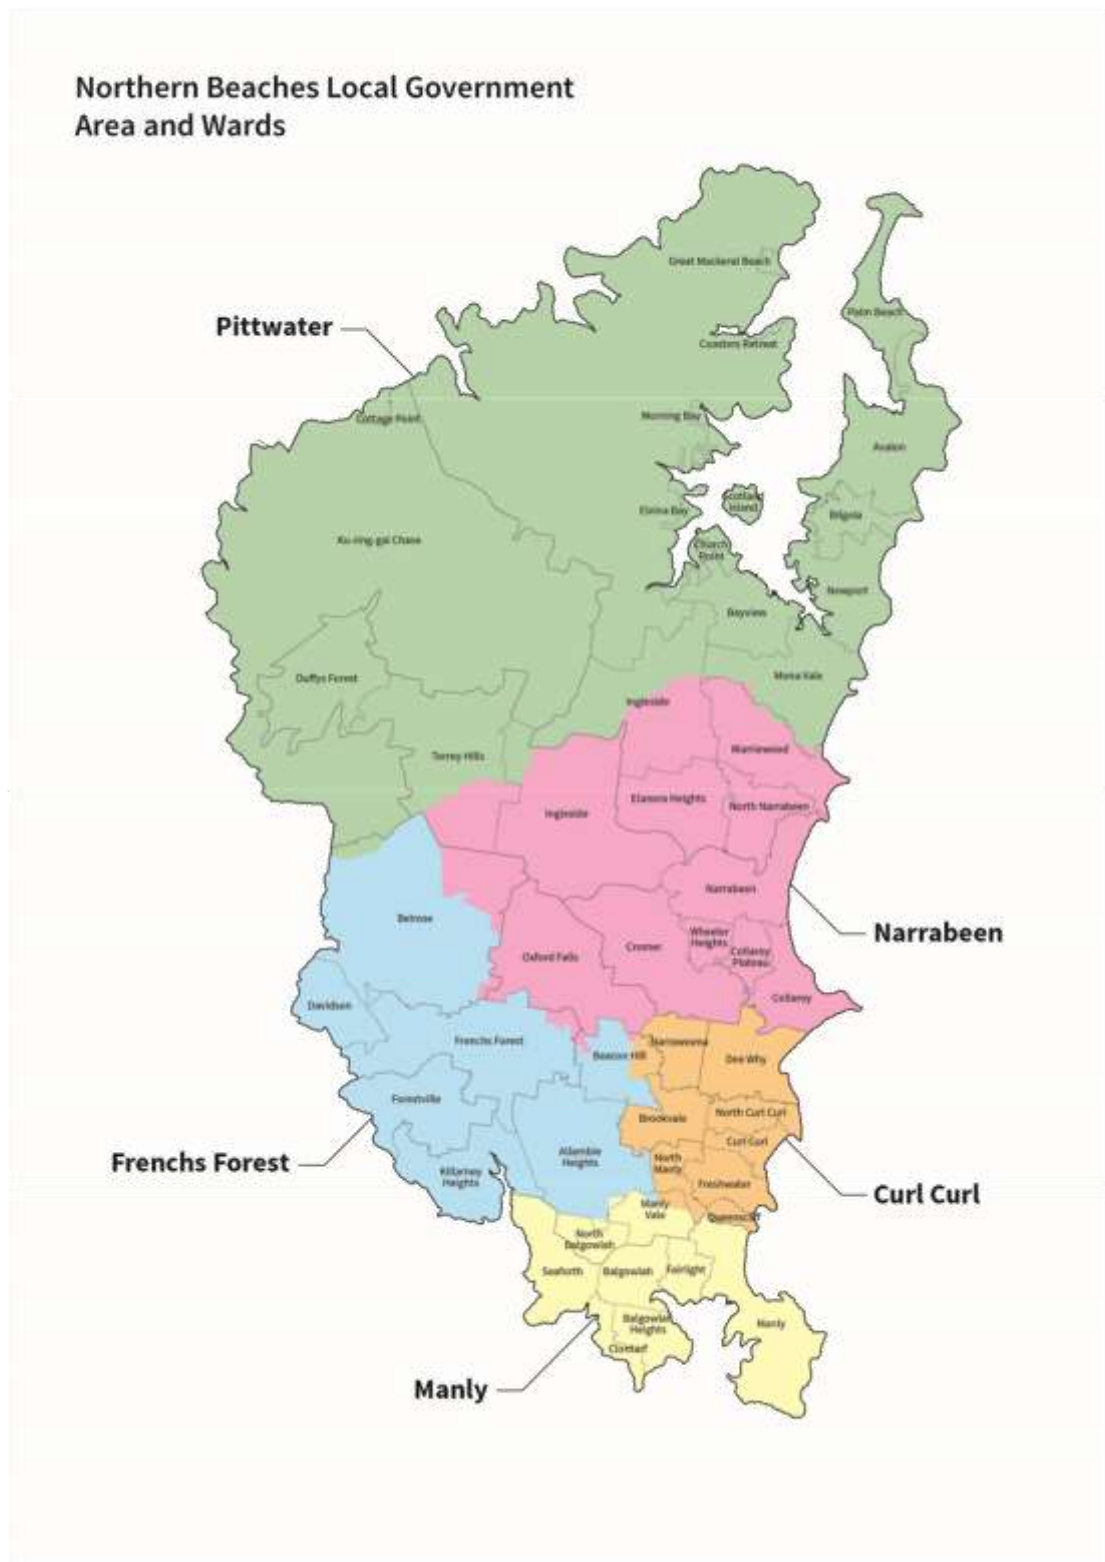 Northern Beaches Local Government
Area and Wards
Great Mackeral Beach
Palm Beach
Pittwater
Coasters Retreat
Cottage Point
Morning Bay
Avalon
Scotland
Island
Elvina Bay
Bilgola
Ku-ring-gai Chase
Church
Point
Newport
Bayview
Duffys Forest
Mona Vale
Ingleside
Warriewood
Terrey Hills
Elanora Heights
North Narrabeen
Ingleside
Narrabeen
Belrose
Narrabeen
Wheeler
Heights
Cromer
Collaroy
Plateau
Oxford Falls
Collaroy
Davidson
Frenchs Forest
Narraweena
Beacon Hill
Dee Why
Forestville
North Curl Curl
Brookvale
Curl Curl
Allambie
Heights
Frenchs Forest
North
Manly
Killarney
Heights
Freshwater
Curl Curl
Manly
Vale
Queenscliff
North
Balgowlah
Seaforth
Balgowlah
Fairlight
Balgowlah
Heights
Manly
Clontarf
Manly